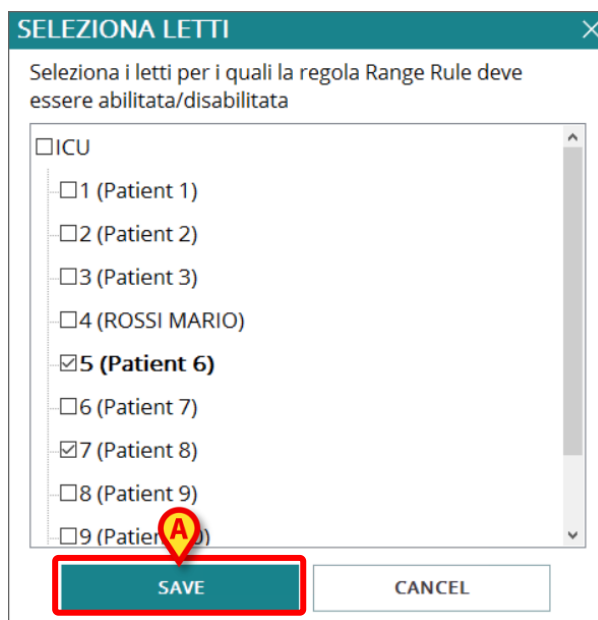 SELEZIONA LETTI
Seleziona i letti per i quali la regola Range Rule deve
essere abilitata/disabilitata
ICU
1 (Patient 1)
2 (Patient 2)
3 (Patient 3)
4 (ROSSI MARIO)
5 (Patient 6)
6 (Patient 7)
7 (Patient 8)
8 (Patient 9)
9
A
SAVE CANCEL